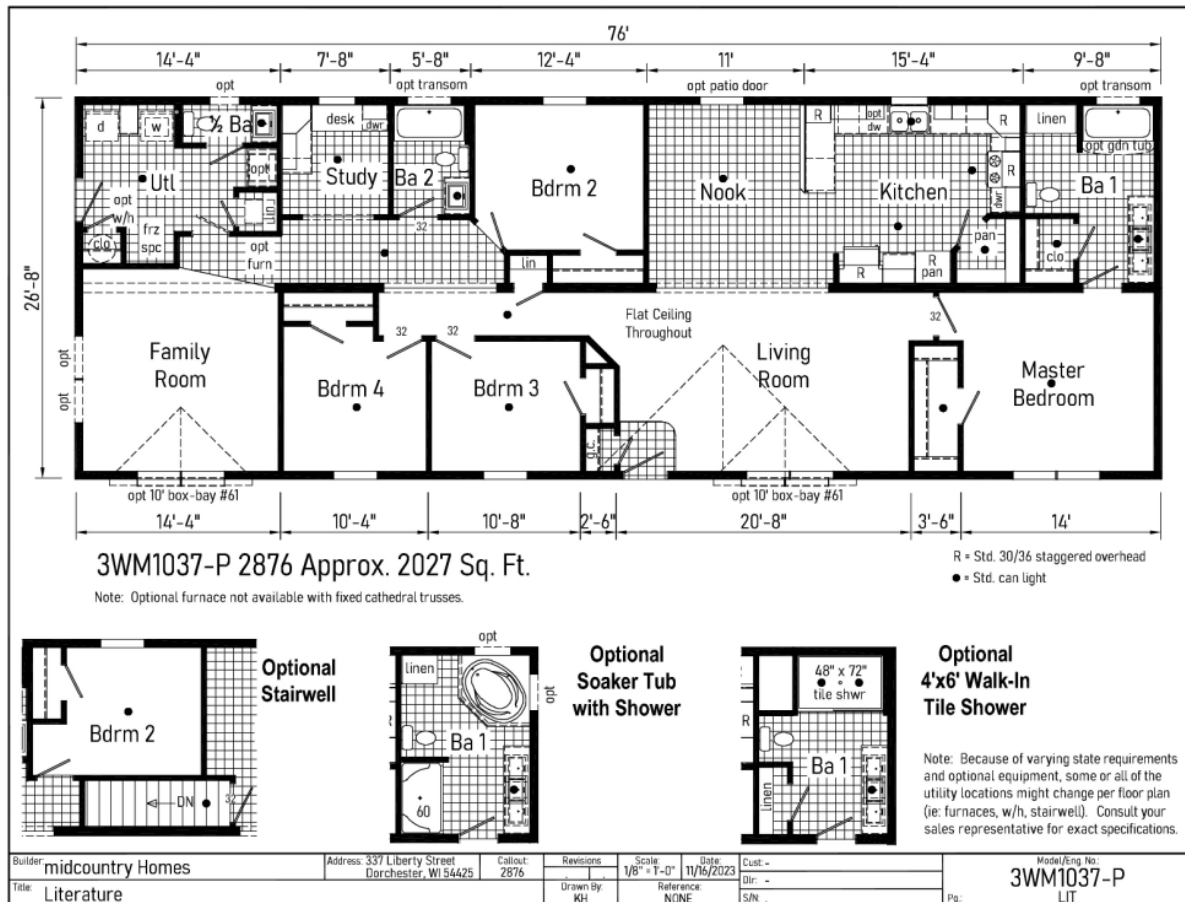 76'
14'-4"
7'-8"
5'-8"
12'-4"
11'
15'-4"
9'-8"
opt
opt transom
opt patio door
opt transom
26'-8"
d
w
½ Ba
desk
dwr
R
opt
dw
R
linen
opt gdn tub
opt
Utl
Study
Ba 2
Bdrm 2
Nook
Kitchen
R
dwr
Ba 1
opt
w/h
lin
clo
frz
spc
opt
furn
32
lin
R
R
pan
pan
clo
Family
Room
opt
opt
32
32
Flat Ceiling
Throughout
32
Living
Room
Master
Bedroom
Bdrm 4
Bdrm 3
g.c.
opt 10' box-bay #61
opt 10' box-bay #61
14'-4"
10'-4"
10'-8"
2'-6"
20'-8"
3'-6"
14'
3WM1037-P 2876 Approx. 2027 Sq. Ft.
Note: Optional furnace not available with fixed cathedral trusses.
R = Std. 30/36 staggered overhead
● = Std. can light
Bdrm 2
DN
32
Optional
Stairwell
opt
linen
opt
R
Ba 1
60
Optional
Soaker Tub
with Shower
48" x 72"
tile shwr
R
Ba 1
linen
Optional
4'x6' Walk-In
Tile Shower
Note: Because of varying state requirements
and optional equipment, some or all of the
utility locations might change per floor plan
(ie: furnaces, w/h, stairwell). Consult your
sales representative for exact specifications.
Builder: midcountry Homes
Address: 337 Liberty Street
Dorchester, WI 54425
Callout:
2876
Revisions
Scale:
1/8" = 1'-0"
Date:
11/16/2023
Cust: -
Dlr: -
S/N: .
Model/Eng. No.:
3WM1037-P
Title: Literature
Drawn By:
KH
Reference:
NONE
Pg.:
LIT